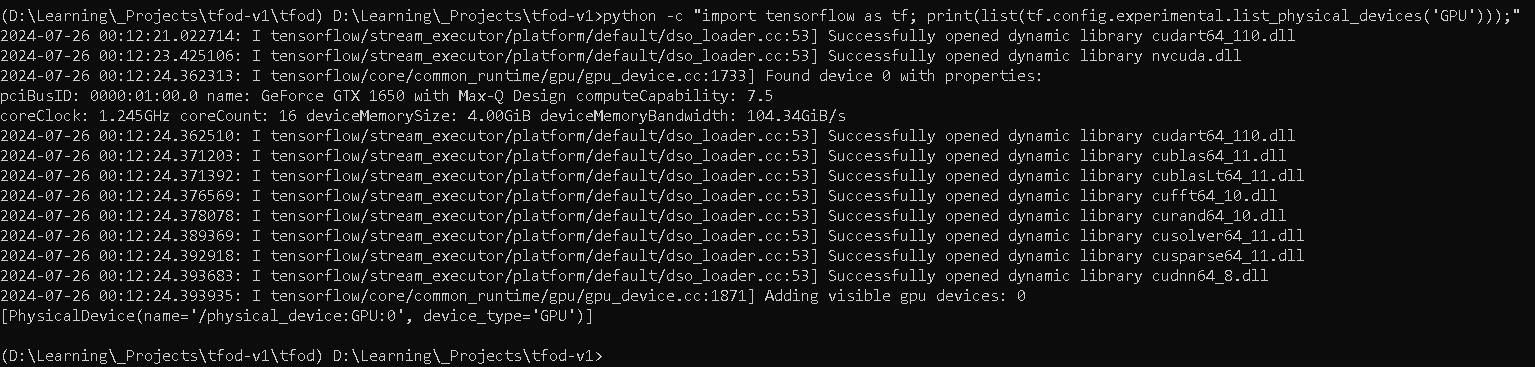 (D:\Learning\_Projects\tfod-v1\tfod) D:\Learning\_Projects\tfod-v1>python -c "import tensorflow as tf; print(list(tf.config.experimental.list_physical_devices('GPU')));"
2024-07-26 00:12:21.022714: I tensorflow/stream_executor/platform/default/dso_loader.cc:53] Successfully opened dynamic library cudart64_110.dll
2024-07-26 00:12:23.425106: I tensorflow/stream_executor/platform/default/dso_loader.cc:53] Successfully opened dynamic library nvcuda.dll
2024-07-26 00:12:24.362313: I tensorflow/core/common_runtime/gpu/gpu_device.cc:1733] Found device 0 with properties:
pciBusID: 0000:01:00.0 name: GeForce GTX 1650 with Max-Q Design computeCapability: 7.5
coreClock: 1.245GHz coreCount: 16 deviceMemorySize: 4.00GiB deviceMemoryBandwidth: 104.34GiB/s
2024-07-26 00:12:24.362510: I tensorflow/stream_executor/platform/default/dso_loader.cc:53] Successfully opened dynamic library cudart64_110.dll
2024-07-26 00:12:24.371203: I tensorflow/stream_executor/platform/default/dso_loader.cc:53] Successfully opened dynamic library cublas64_11.dll
2024-07-26 00:12:24.371392: I tensorflow/stream_executor/platform/default/dso_loader.cc:53] Successfully opened dynamic library cublasLt64_11.dll
2024-07-26 00:12:24.376569: I tensorflow/stream_executor/platform/default/dso_loader.cc:53] Successfully opened dynamic library cufft64_10.dll
2024-07-26 00:12:24.378078: I tensorflow/stream_executor/platform/default/dso_loader.cc:53] Successfully opened dynamic library curand64_10.dll
2024-07-26 00:12:24.389369: I tensorflow/stream_executor/platform/default/dso_loader.cc:53] Successfully opened dynamic library cusolver64_11.dll
2024-07-26 00:12:24.392918: I tensorflow/stream_executor/platform/default/dso_loader.cc:53] Successfully opened dynamic library cusparse64_11.dll
2024-07-26 00:12:24.393683: I tensorflow/stream_executor/platform/default/dso_loader.cc:53] Successfully opened dynamic library cudnn64_8.dll
2024-07-26 00:12:24.393935: I tensorflow/core/common_runtime/gpu/gpu_device.cc:1871] Adding visible gpu devices: 0
[PhysicalDevice(name='/physical_device:GPU:0', device_type='GPU')]
(D:\Learning\_Projects\tfod-v1\tfod) D:\Learning\_Projects\tfod-v1>